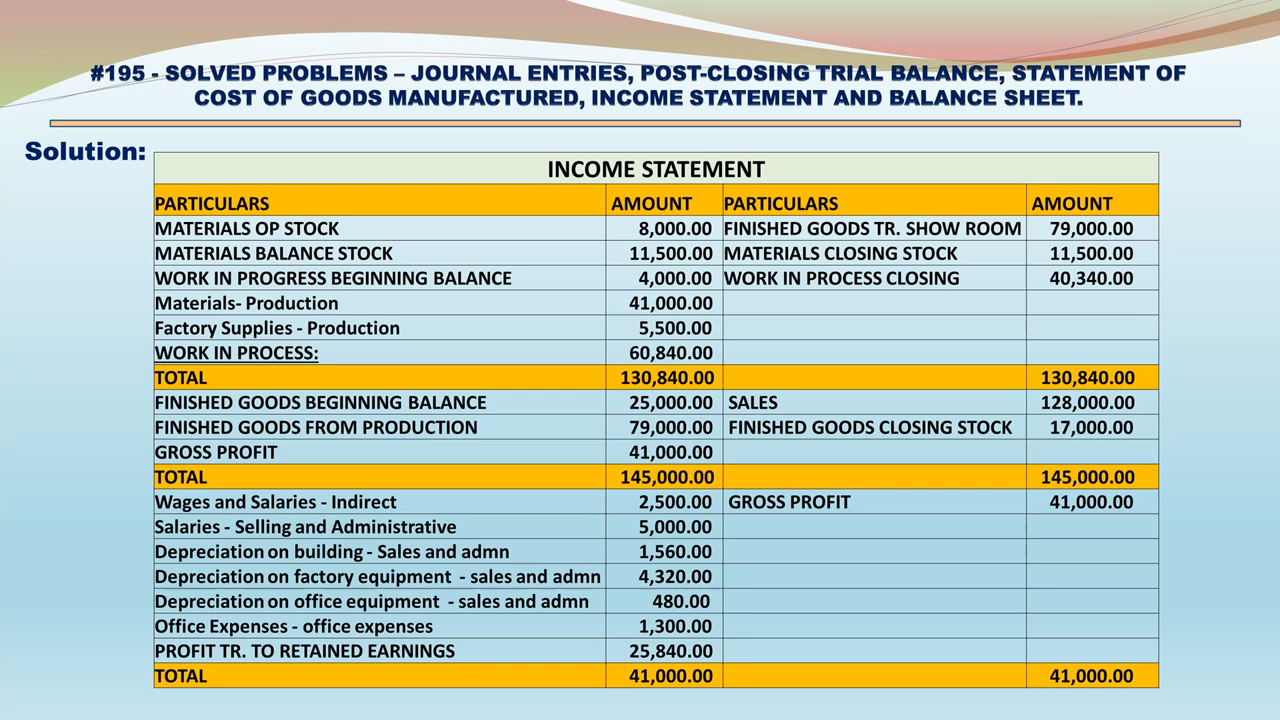 #195 - SOLVED PROBLEMS – JOURNAL ENTRIES, POST-CLOSING TRIAL BALANCE, STATEMENT OF
COST OF GOODS MANUFACTURED, INCOME STATEMENT AND BALANCE SHEET.
Solution:
INCOME STATEMENT
PARTICULARS AMOUNT PARTICULARS AMOUNT
MATERIALS OP STOCK 8,000.00 FINISHED GOODS TR. SHOW ROOM 79,000.00
MATERIALS BALANCE STOCK 11,500.00 MATERIALS CLOSING STOCK 11,500.00
WORK IN PROGRESS BEGINNING BALANCE 4,000.00 WORK IN PROCESS CLOSING 40,340.00
Materials- Production 41,000.00
Factory Supplies - Production 5,500.00
WORK IN PROCESS: 60,840.00
TOTAL 130,840.00 130,840.00
FINISHED GOODS BEGINNING BALANCE 25,000.00 SALES 128,000.00
FINISHED GOODS FROM PRODUCTION 79,000.00 FINISHED GOODS CLOSING STOCK 17,000.00
GROSS PROFIT 41,000.00
TOTAL 145,000.00 145,000.00
Wages and Salaries - Indirect 2,500.00 GROSS PROFIT 41,000.00
Salaries - Selling and Administrative 5,000.00
Depreciation on building - Sales and admn 1,560.00
Depreciation on factory equipment - sales and admn 4,320.00
Depreciation on office equipment - sales and admn 480.00
Office Expenses - office expenses 1,300.00
PROFIT TR. TO RETAINED EARNINGS 25,840.00
TOTAL 41,000.00 41,000.00